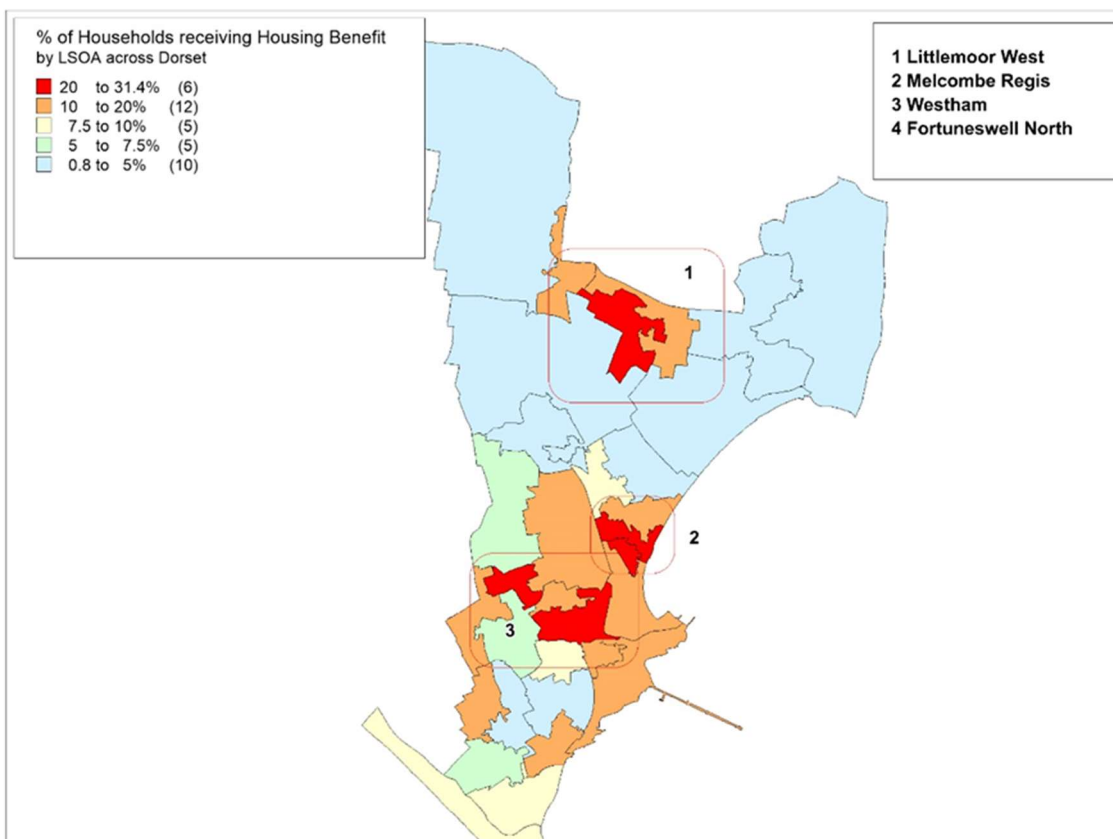 % of Households receiving Housing Benefit
by LSOA across Dorset
20 to 31.4% (6)
10 to 20% (12)
7.5 to 10% (5)
5 to 7.5% (5)
0.8 to 5% (10)
1 Littlemoor West
2 Melcombe Regis
3 Westham
4 Fortuneswell North
1
2
3